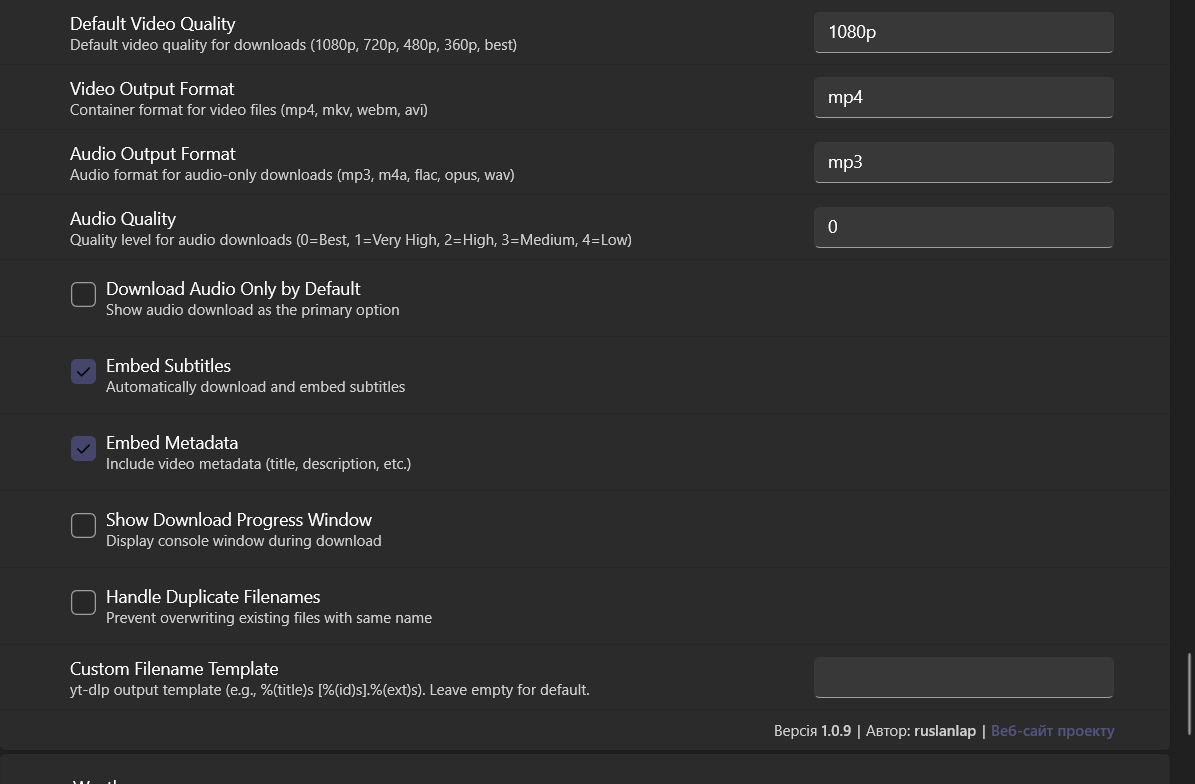 Default Video Quality
Default video quality for downloads (1080p, 720p, 480p, 360p, best)
1080p
Video Output Format
Container format for video files (mp4, mkv, webm, avi)
mp4
Audio Output Format
Audio format for audio-only downloads (mp3, m4a, flac, opus, wav)
mp3
Audio Quality
Quality level for audio downloads (0=Best, 1=Very High, 2=High, 3=Medium, 4=Low)
0
Download Audio Only by Default
Show audio download as the primary option
Embed Subtitles
Automatically download and embed subtitles
Embed Metadata
Include video metadata (title, description, etc.)
Show Download Progress Window
Display console window during download
Handle Duplicate Filenames
Prevent overwriting existing files with same name
Custom Filename Template
yt-dlp output template (e.g., %(title)s [%(id)s].%(ext)s). Leave empty for default.
Версія 1.0.9 | Автор: ruslanlap | Веб-сайт проекту